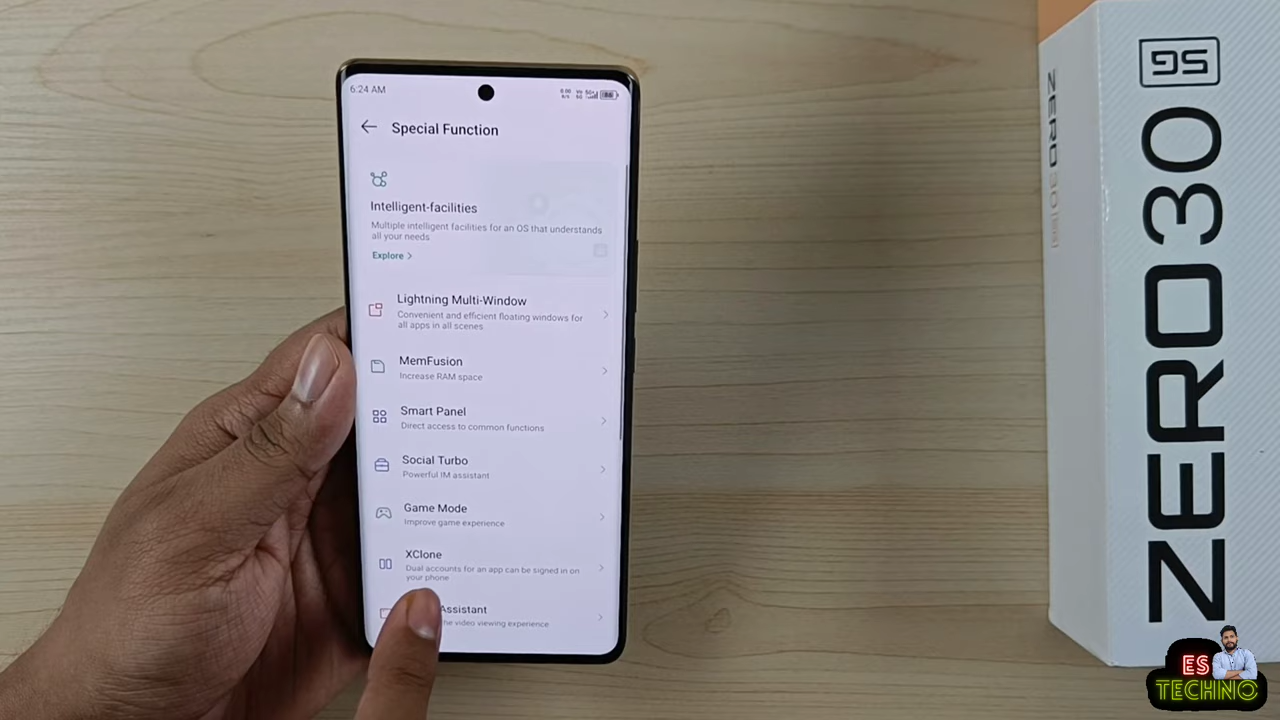 6:24 AM
Special Function
Intelligent-facilities
Multiple intelligent facilities for an OS that understands
all your needs
Explore >
Lightning Multi-Window
Convenient and efficient floating windows for
all apps in all scenes
MemFusion
Increase RAM space
Smart Panel
Direct access to common functions
Social Turbo
Powerful IM assistant
Game Mode
Improve game experience
XClone
Dual accounts for an app can be signed in on
your phone
Assistant
the video viewing experience
ZERO 30
ZERO 30 5G
ES
TECHNO